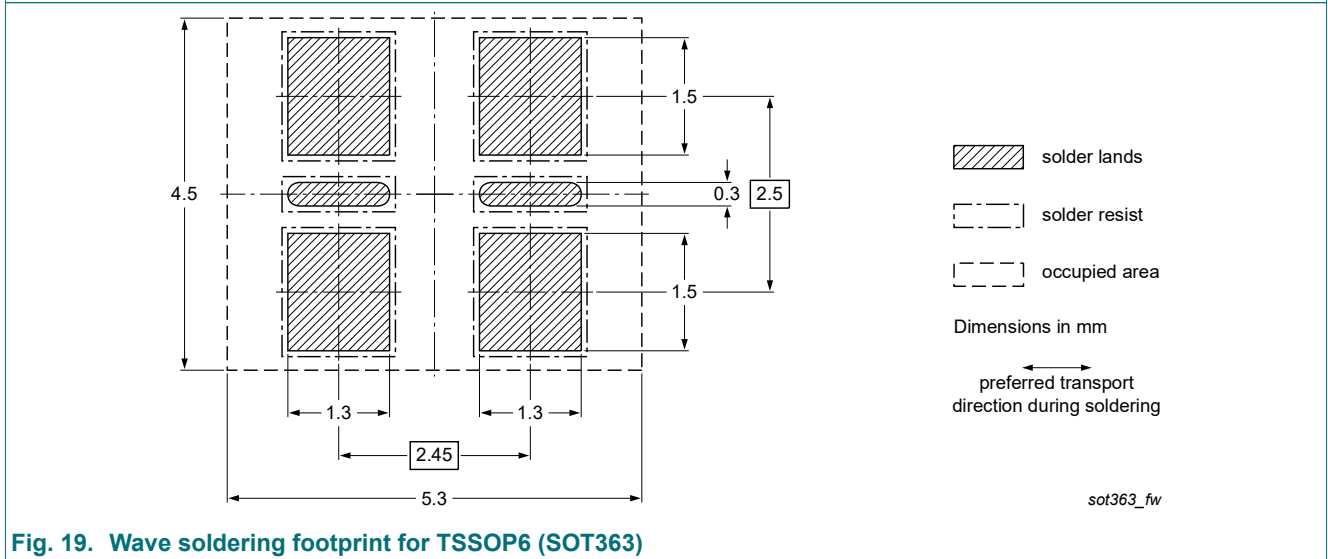 1.5
4.5
0.3
2.5
1.5
1.3
1.3
2.45
5.3
solder lands
solder resist
occupied area
Dimensions in mm
preferred transport
direction during soldering
sot363_fw
Fig. 19. Wave soldering footprint for TSSOP6 (SOT363)